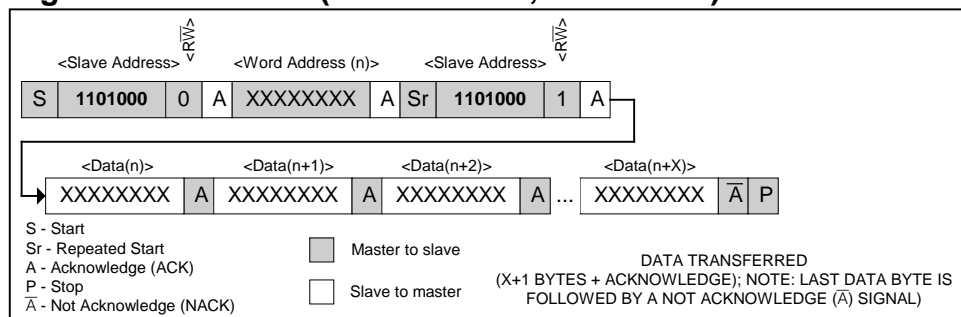 <RW̅>
<RW̅>
<Slave Address> <Word Address (n)> <Slave Address>
S 1101000 0 A XXXXXXXX A Sr 1101000 1 A
<Data(n)> <Data(n+1)> <Data(n+2)> <Data(n+X)>
XXXXXXXX A XXXXXXXX A XXXXXXXX A ... XXXXXXXX A̅ P
S - Start
Sr - Repeated Start
A - Acknowledge (ACK)
P - Stop
A̅ - Not Acknowledge (NACK)
Master to slave
Slave to master
DATA TRANSFERRED
(X+1 BYTES + ACKNOWLEDGE); NOTE: LAST DATA BYTE IS
FOLLOWED BY A NOT ACKNOWLEDGE (A̅) SIGNAL)